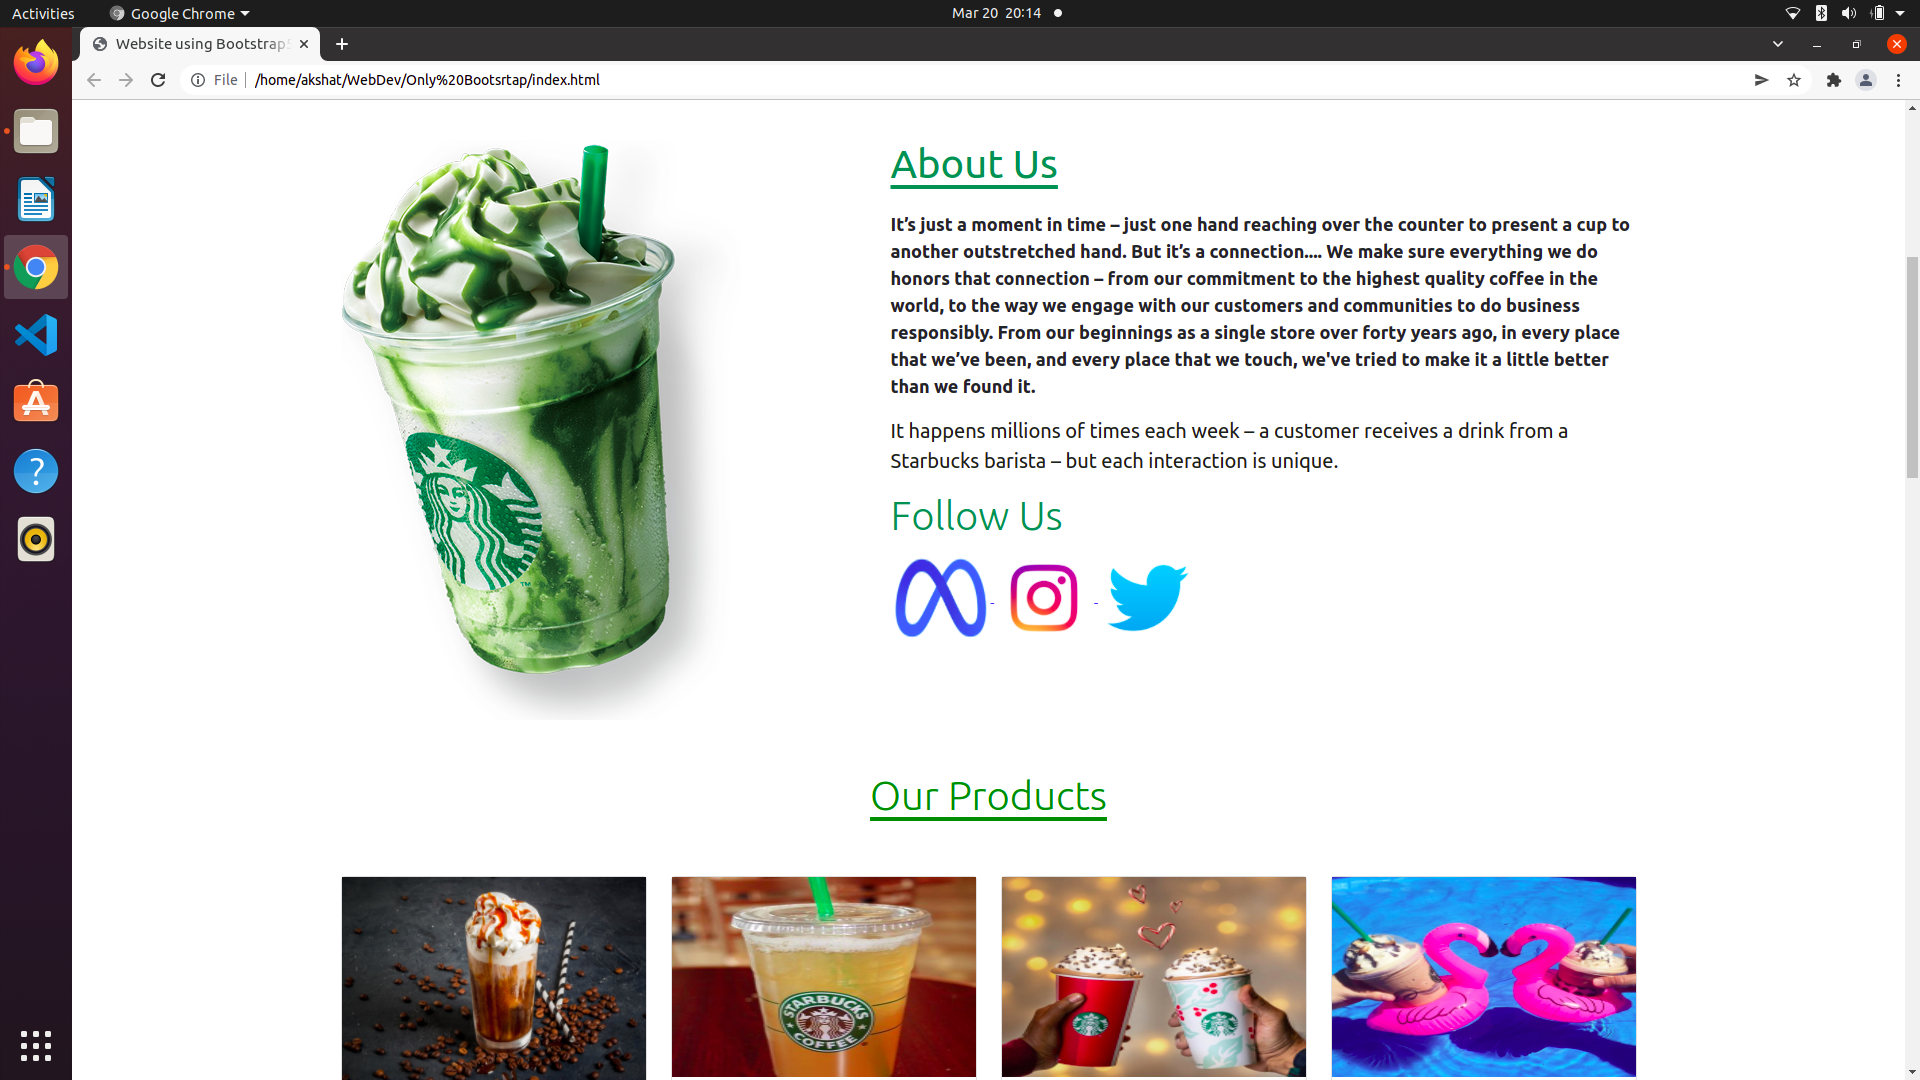 Activities
Google Chrome
Mar 20 20:14
Website using Bootstrap
File
/home/akshat/WebDev/Only%20Bootsrtap/index.html
About Us
It’s just a moment in time – just one hand reaching over the counter to present a cup to
another outstretched hand. But it’s a connection.... We make sure everything we do
honors that connection – from our commitment to the highest quality coffee in the
world, to the way we engage with our customers and communities to do business
responsibly. From our beginnings as a single store over forty years ago, in every place
that we’ve been, and every place that we touch, we've tried to make it a little better
than we found it.
It happens millions of times each week – a customer receives a drink from a
Starbucks barista – but each interaction is unique.
Follow Us
TM
Our Products
STARBUCKS
COFFEE